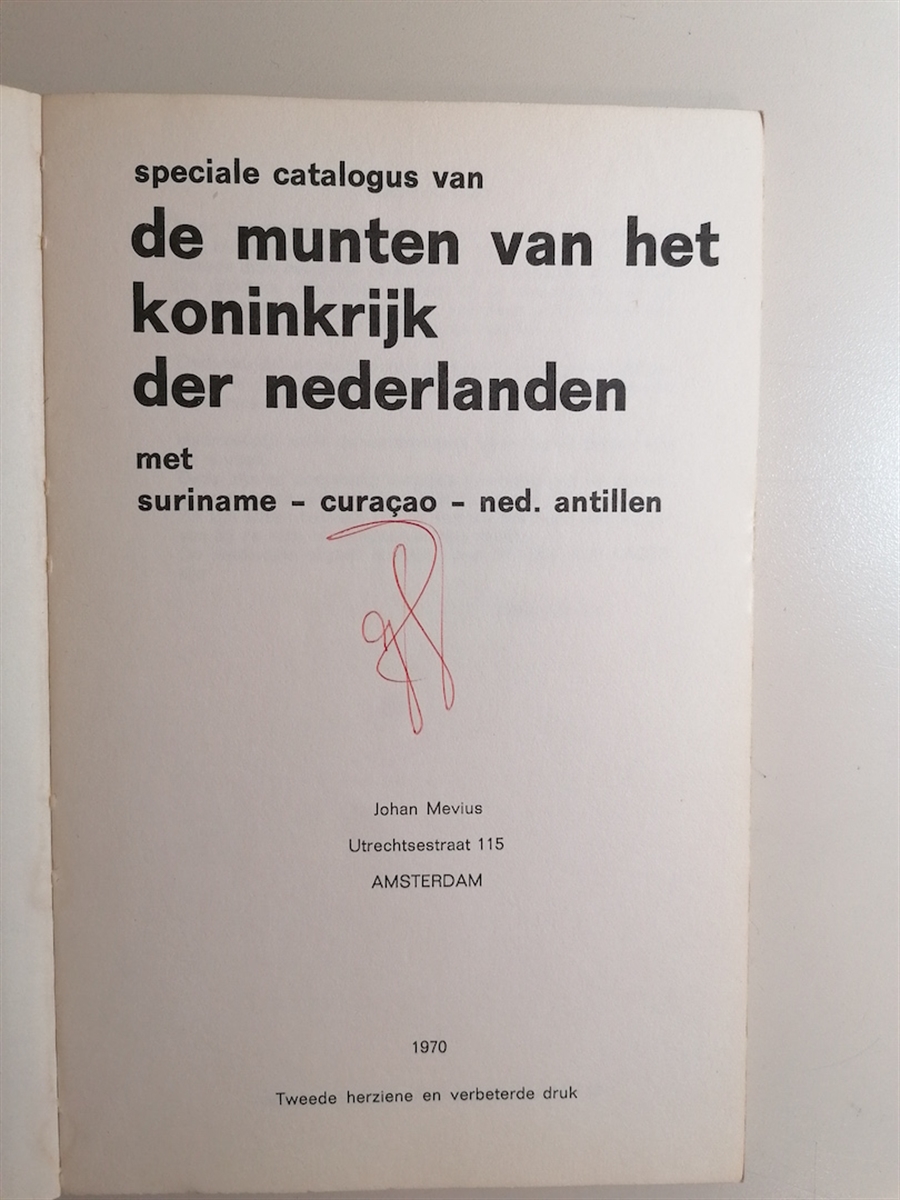 speciale catalogus van
de munten van het
koninkrijk
der nederlanden
met
suriname – curaçao – ned. antillen
Johan Mevius
Utrechtsestraat 115
AMSTERDAM
1970
Tweede herziene en verbeterde druk